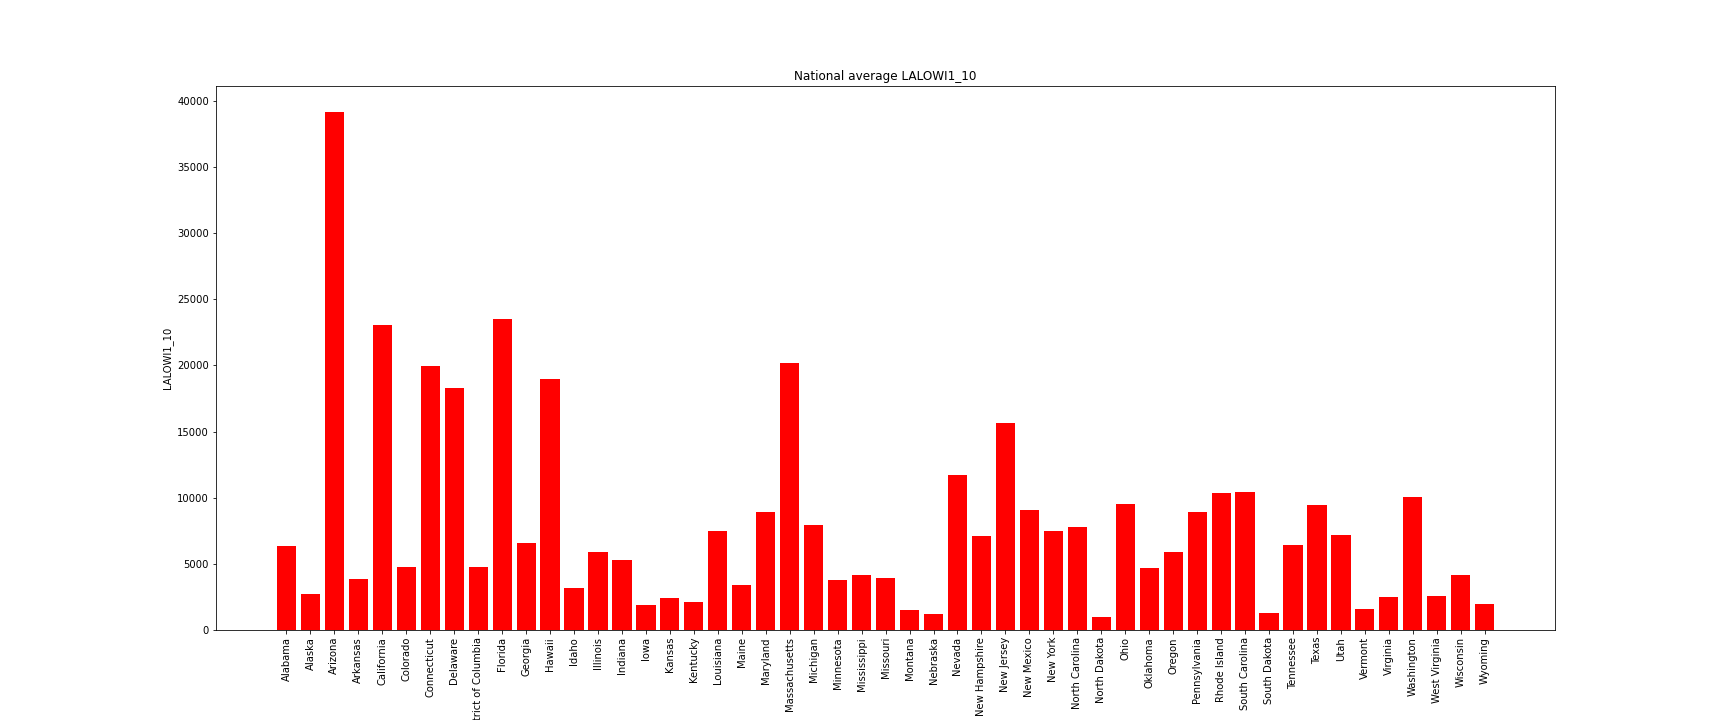 National average LALOWI1_10
40000
35000
30000
25000
20000
15000
10000
5000
0
LALOWI1_10
Alabama
Alaska
Arizona
Arkansas
California
Colorado
Connecticut
Delaware
trict of Columbia
Florida
Georgia
Hawaii
Idaho
Illinois
Indiana
Iowa
Kansas
Kentucky
Louisiana
Maine
Maryland
Massachusetts
Michigan
Minnesota
Mississippi
Missouri
Montana
Nebraska
Nevada
New Hampshire
New Jersey
New Mexico
New York
North Carolina
North Dakota
Ohio
Oklahoma
Oregon
Pennsylvania
Rhode Island
South Carolina
South Dakota
Tennessee
Texas
Utah
Vermont
Virginia
Washington
West Virginia
Wisconsin
Wyoming